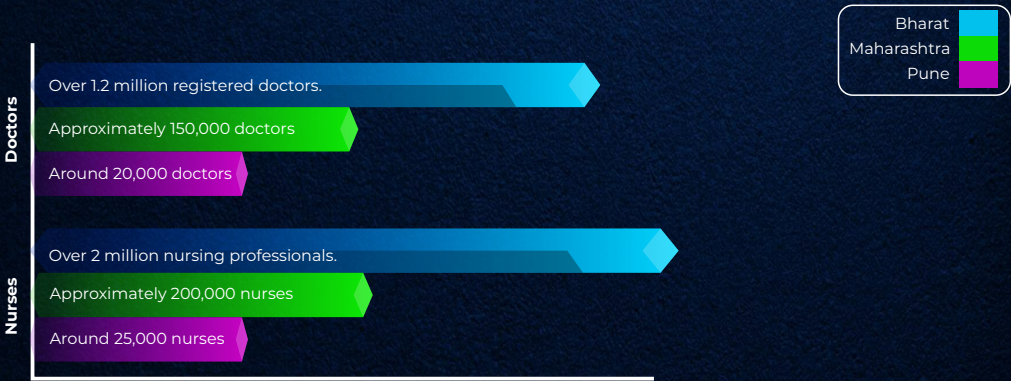 Bharat
Maharashtra
Pune
Doctors
Over 1.2 million registered doctors.
Approximately 150,000 doctors
Around 20,000 doctors
Nurses
Over 2 million nursing professionals.
Approximately 200,000 nurses
Around 25,000 nurses